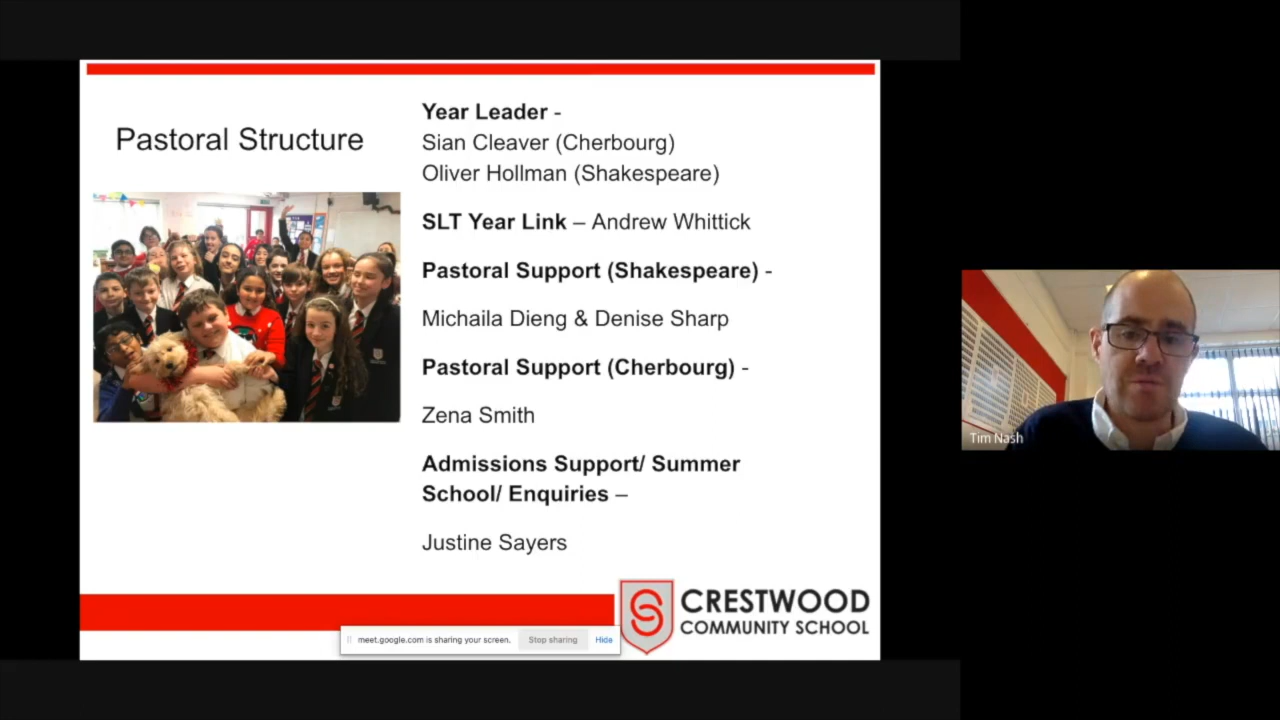 Pastoral Structure
Year Leader -
Sian Cleaver (Cherbourg)
Oliver Hollman (Shakespeare)
SLT Year Link – Andrew Whittick
Pastoral Support (Shakespeare) -
Michaila Dieng & Denise Sharp
Pastoral Support (Cherbourg) -
Zena Smith
Admissions Support/ Summer
School/ Enquiries –
Justine Sayers
CRESTWOOD
COMMUNITY SCHOOL
meet.google.com is sharing your screen.
Stop sharing
Hide
Tim Nash